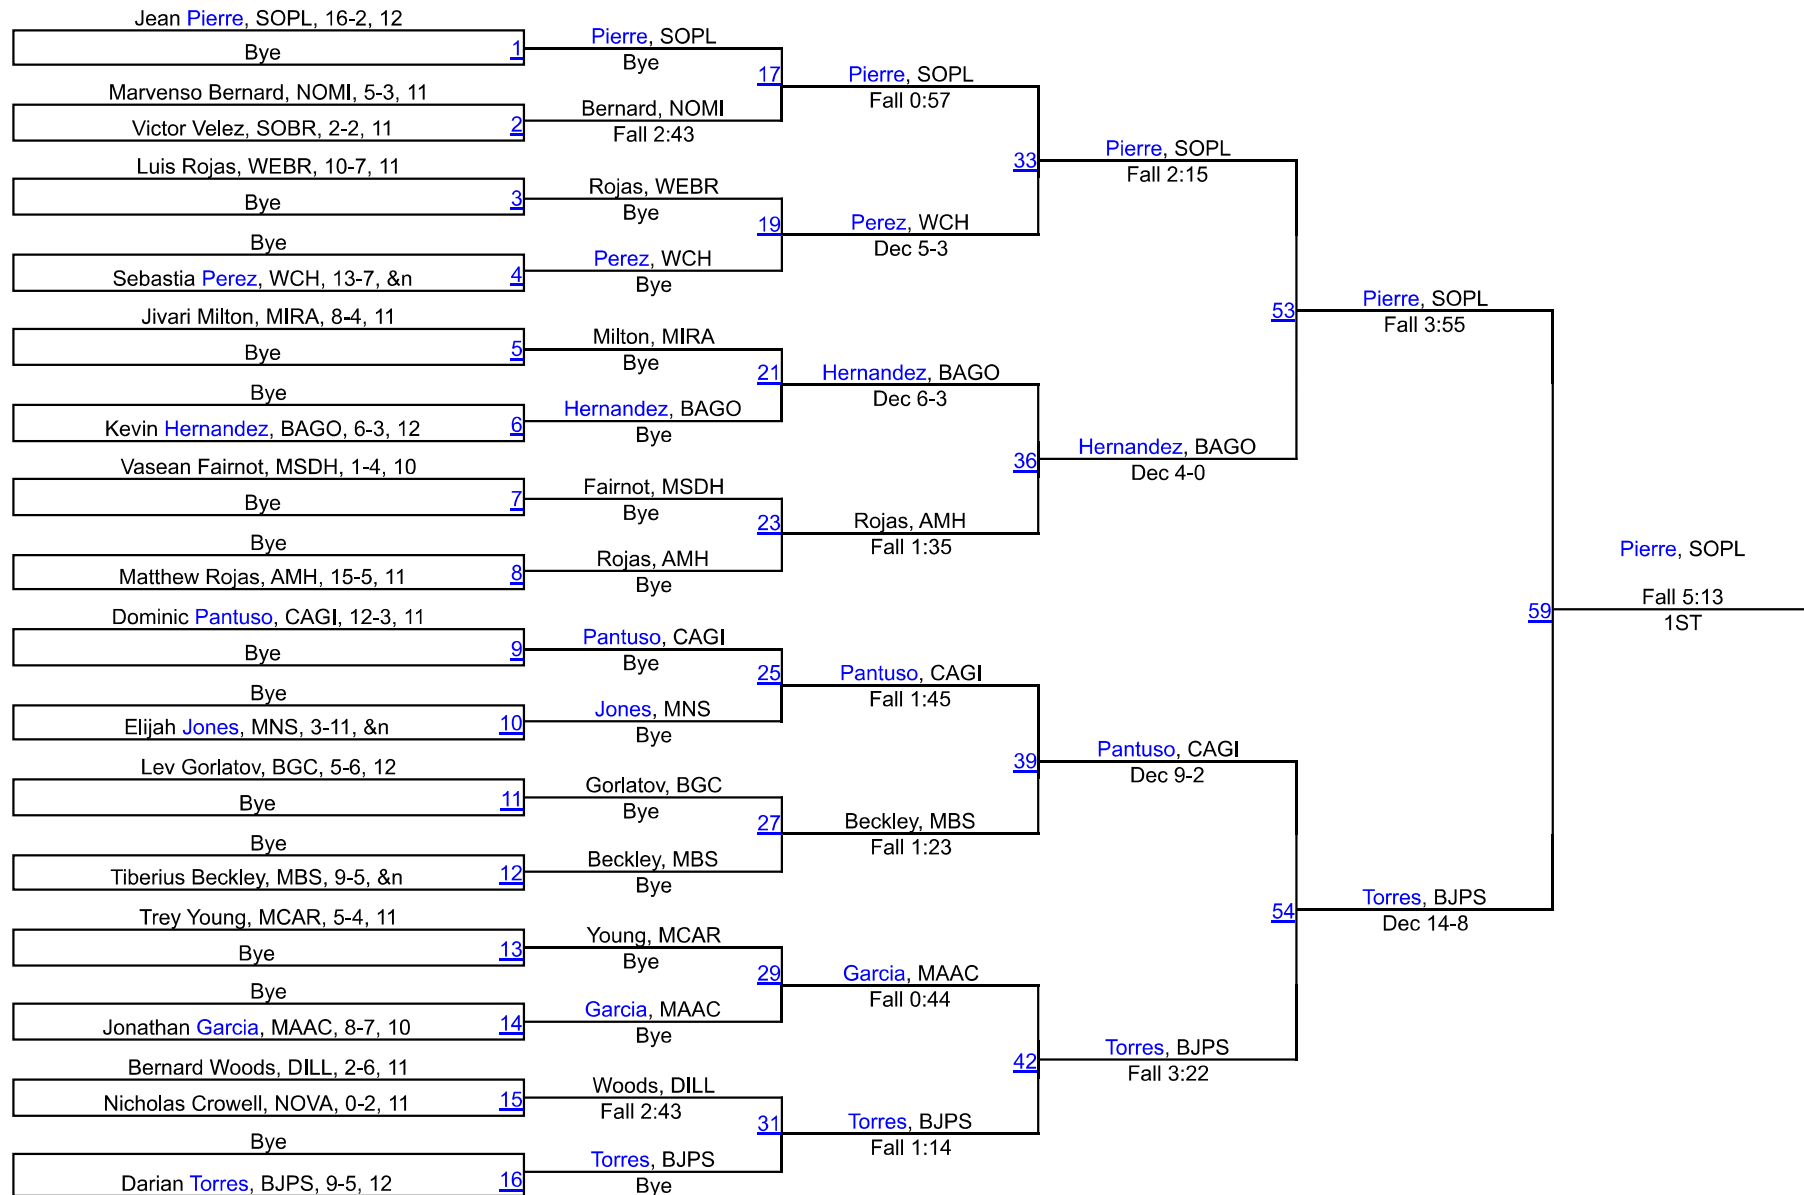 Jean Pierre, SOPL, 16-2, 12
Bye
1
Marvenso Bernard, NOMI, 5-3, 11
Victor Velez, SOBR, 2-2, 11
2
Luis Rojas, WEBR, 10-7, 11
Bye
3
Bye
Sebastia Perez, WCH, 13-7, &n
4
Jivari Milton, MIRA, 8-4, 11
Bye
5
Bye
Kevin Hernandez, BAGO, 6-3, 12
6
Vasean Fairnot, MSDH, 1-4, 10
Bye
7
Bye
Matthew Rojas, AMH, 15-5, 11
8
Dominic Pantuso, CAGI, 12-3, 11
Bye
9
Bye
Elijah Jones, MNS, 3-11, &n
10
Lev Gorlatov, BGC, 5-6, 12
Bye
11
Bye
Tiberius Beckley, MBS, 9-5, &n
12
Trey Young, MCAR, 5-4, 11
Bye
13
Bye
Jonathan Garcia, MAAC, 8-7, 10
14
Bernard Woods, DILL, 2-6, 11
Nicholas Crowell, NOVA, 0-2, 11
15
Bye
Darian Torres, BJPS, 9-5, 12
16
Pierre, SOPL
Bye
17
Bernard, NOMI
Fall 2:43
Rojas, WEBR
Bye
19
Perez, WCH
Bye
Milton, MIRA
Bye
21
Hernandez, BAGO
Bye
Fairnot, MSDH
Bye
23
Rojas, AMH
Bye
Pantuso, CAGI
Bye
25
Jones, MNS
Bye
Gorlatov, BGC
Bye
27
Beckley, MBS
Bye
Young, MCAR
Bye
29
Garcia, MAAC
Bye
Woods, DILL
Fall 2:43
31
Torres, BJPS
Bye
Pierre, SOPL
Fall 0:57
33
Perez, WCH
Dec 5-3
Hernandez, BAGO
Dec 6-3
36
Rojas, AMH
Fall 1:35
Pantuso, CAGI
Fall 1:45
39
Beckley, MBS
Fall 1:23
Garcia, MAAC
Fall 0:44
42
Torres, BJPS
Fall 1:14
Pierre, SOPL
Fall 2:15
53
Hernandez, BAGO
Dec 4-0
Pantuso, CAGI
Dec 9-2
54
Torres, BJPS
Fall 3:22
Pierre, SOPL
Fall 3:55
59
Torres, BJPS
Dec 14-8
Pierre, SOPL
Fall 5:13
1ST